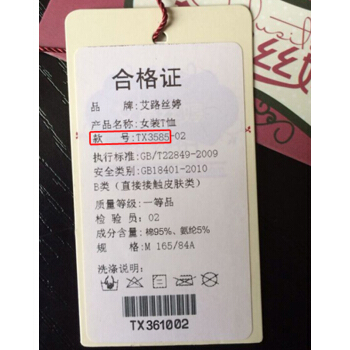 合格证
品 牌:艾路丝婷
产品名称:女装T恤
款 号:TX3585-02
执行标准:GB/T22849-2009
安全类别:GB18401-2010
B类（直接接触皮肤类）
质量等级:一等品
检 验 员:02
成分含量:棉95%、氨纶5%
规 格:M 165/84A
洗涤说明:
TX361002